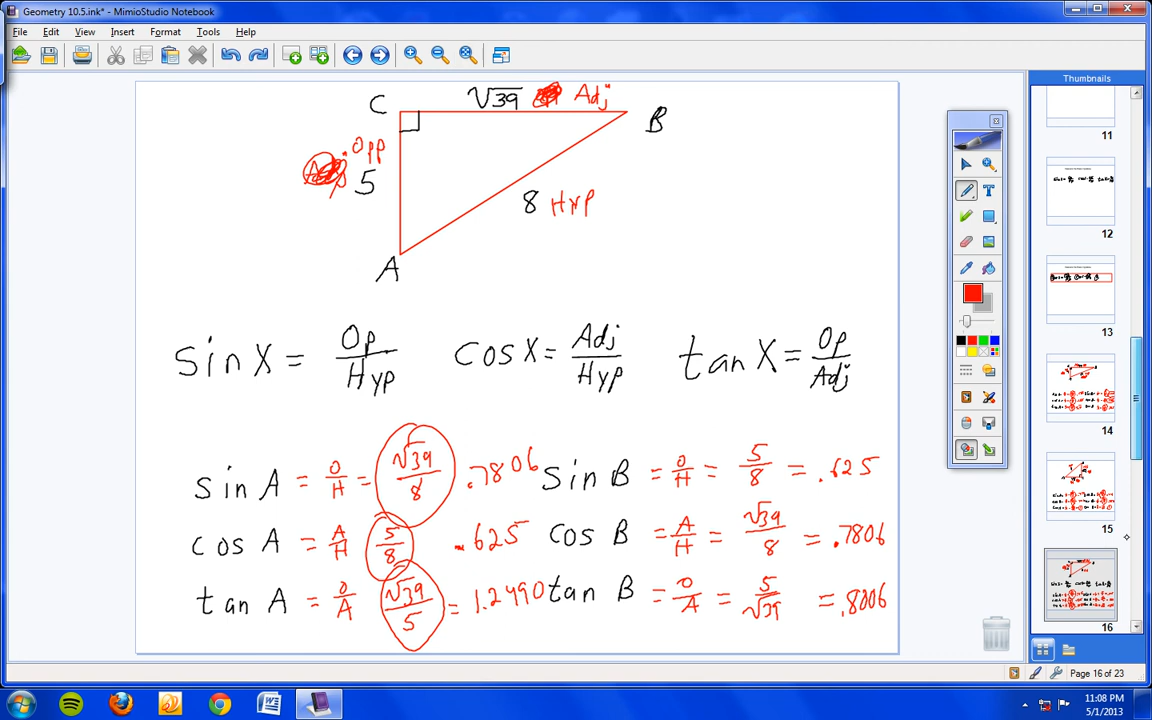 Geometry 10.5.ink* - MimioStudio Notebook
File Edit View Insert Format Tools Help
C √39 Adj
B
Opp
5
8 Hyp
A
sin X = Op/Hyp cos X = Adj/Hyp tan X = Op/Adj
sin A = O/H = √39/8 .7806 sin B = O/H = 5/8 = .625
cos A = A/H 5/8 .625 cos B = A/H = √39/8 = .7806
tan A = O/A √39/5 = 1.2490 tan B = O/A = 5/√39 = .8006
Thumbnails
11
12
13
14
15
16
Page 16 of 23
11:08 PM
5/1/2013